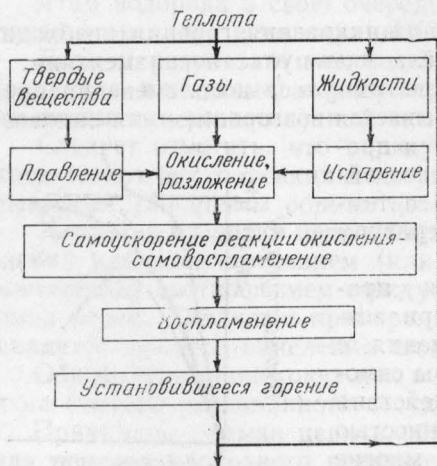 Теплота
Твердые
вещества
Газы
Жидкости
Плавление
Окисление,
разложение
Испарение
Самоускорение реакции окисления-
самовоспламенение
Воспламенение
Установившееся горение